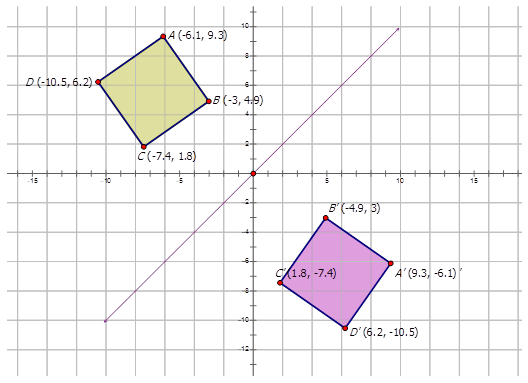 10
A (-6.1, 9.3)
8
D (-10.5, 6.2)
6
B (-3, 4.9)
4
2
C (-7.4, 1.8)
-15 -10 -5 5 10 15
-2
B' (-4.9, 3)
-4
-6
C' (1.8, -7.4) A' (9.3, -6.1) '
-8
-10
D' (6.2, -10.5)
-12